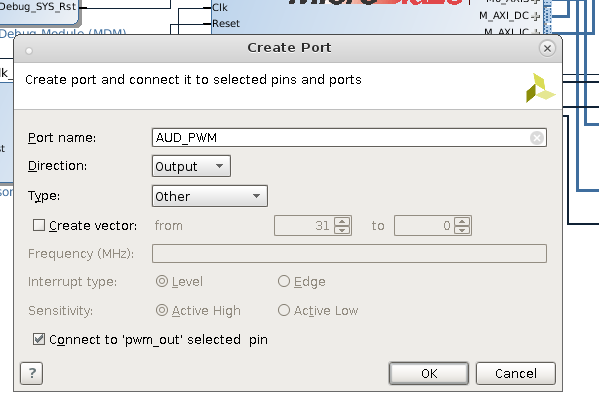 Debug_SYS_Rst
Clk
Reset
M_AXI_DC
M_AXI_IC
Debug Module (MDM)
Create Port
Create port and connect it to selected pins and ports
Port name: AUD_PWM
Direction: Output
Type: Other
Create vector: from 31 to 0
Frequency (MHz):
Interrupt type: Level Edge
Sensitivity: Active High Active Low
Connect to 'pwm_out' selected pin
? OK Cancel